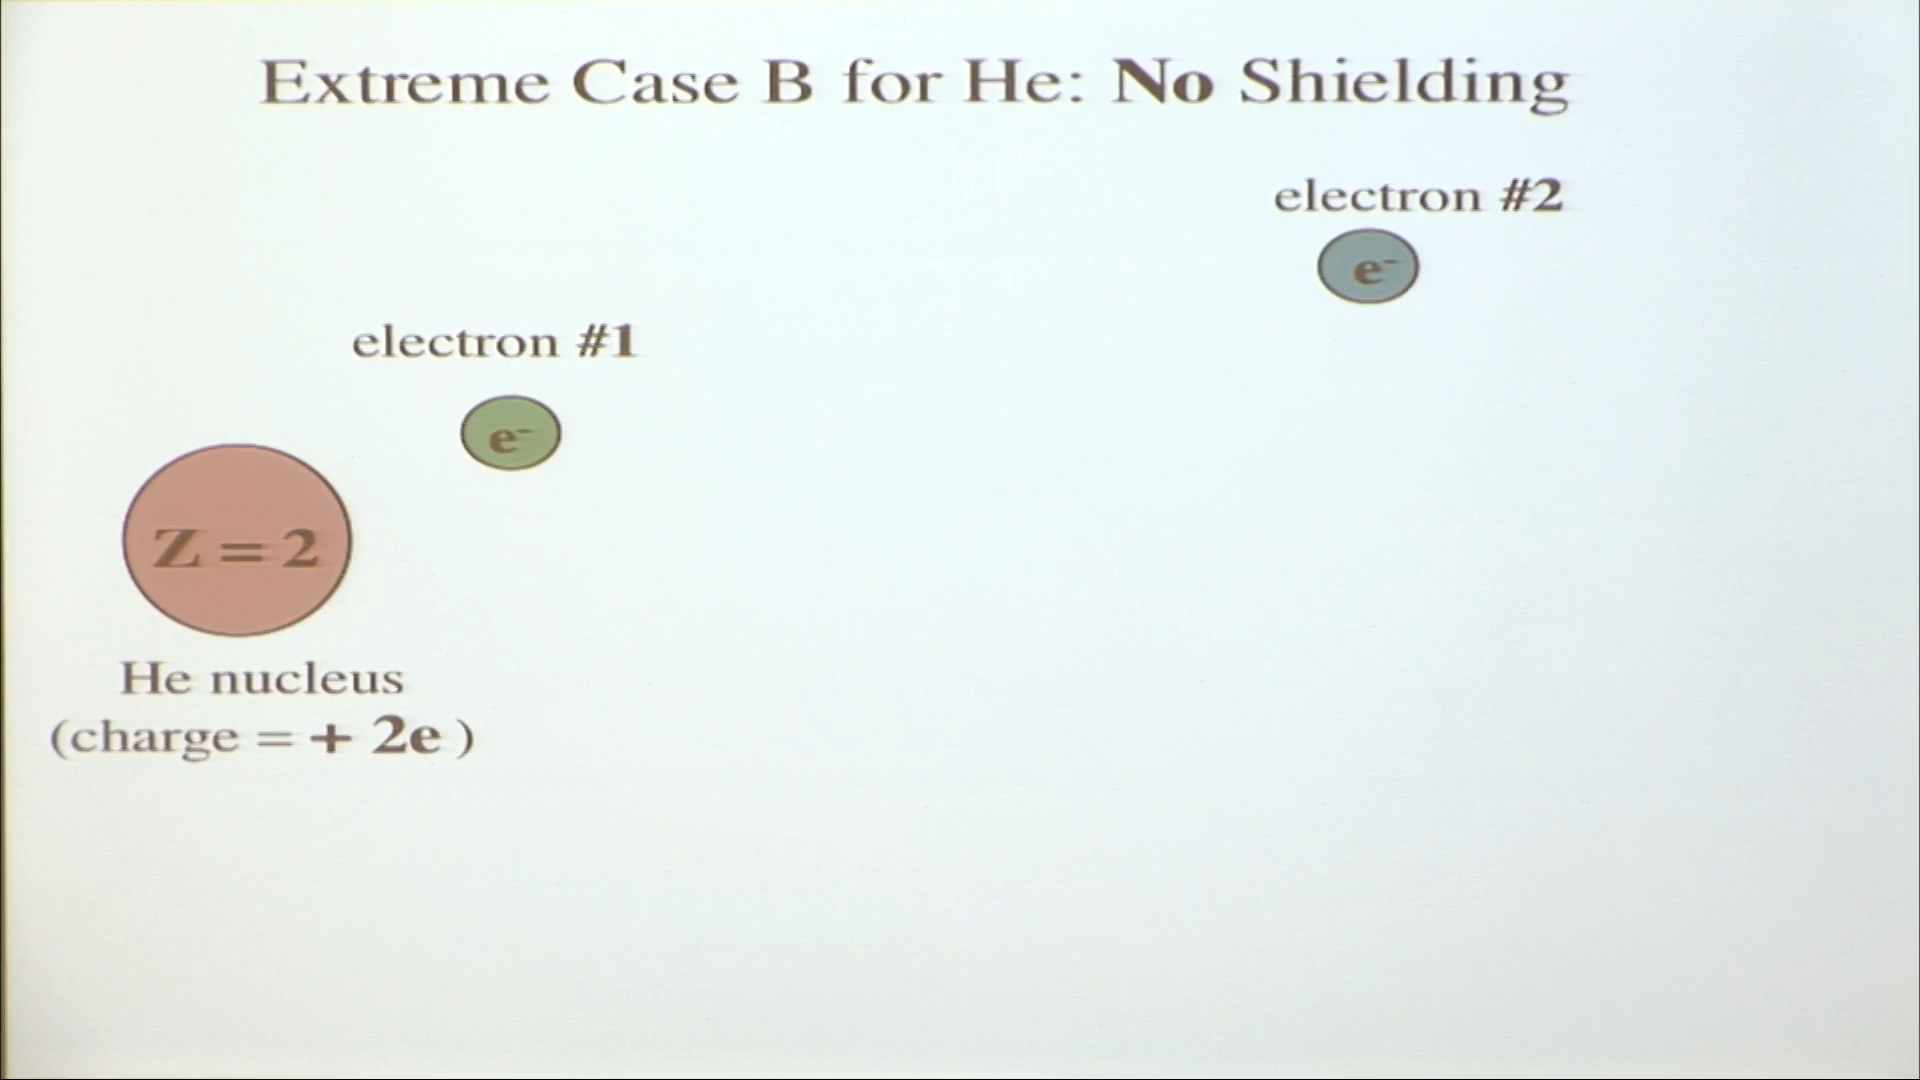 Extreme Case B for He: No Shielding
electron #2
e⁻
electron #1
e⁻
Z = 2
He nucleus
(charge = + 2e )